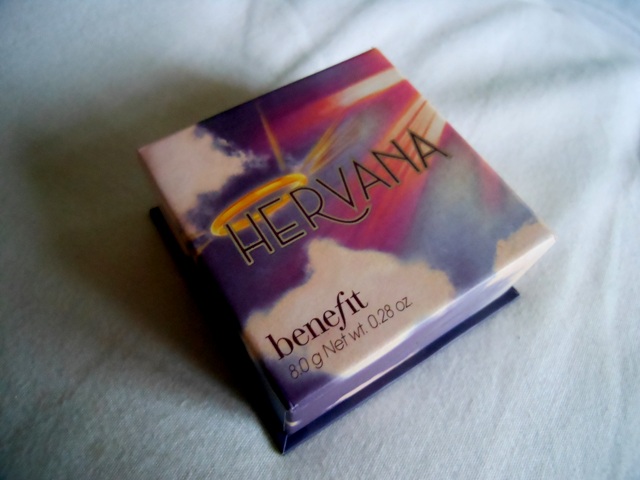 HERVANA
benefit
8.0 g Net wt. 0.28 oz